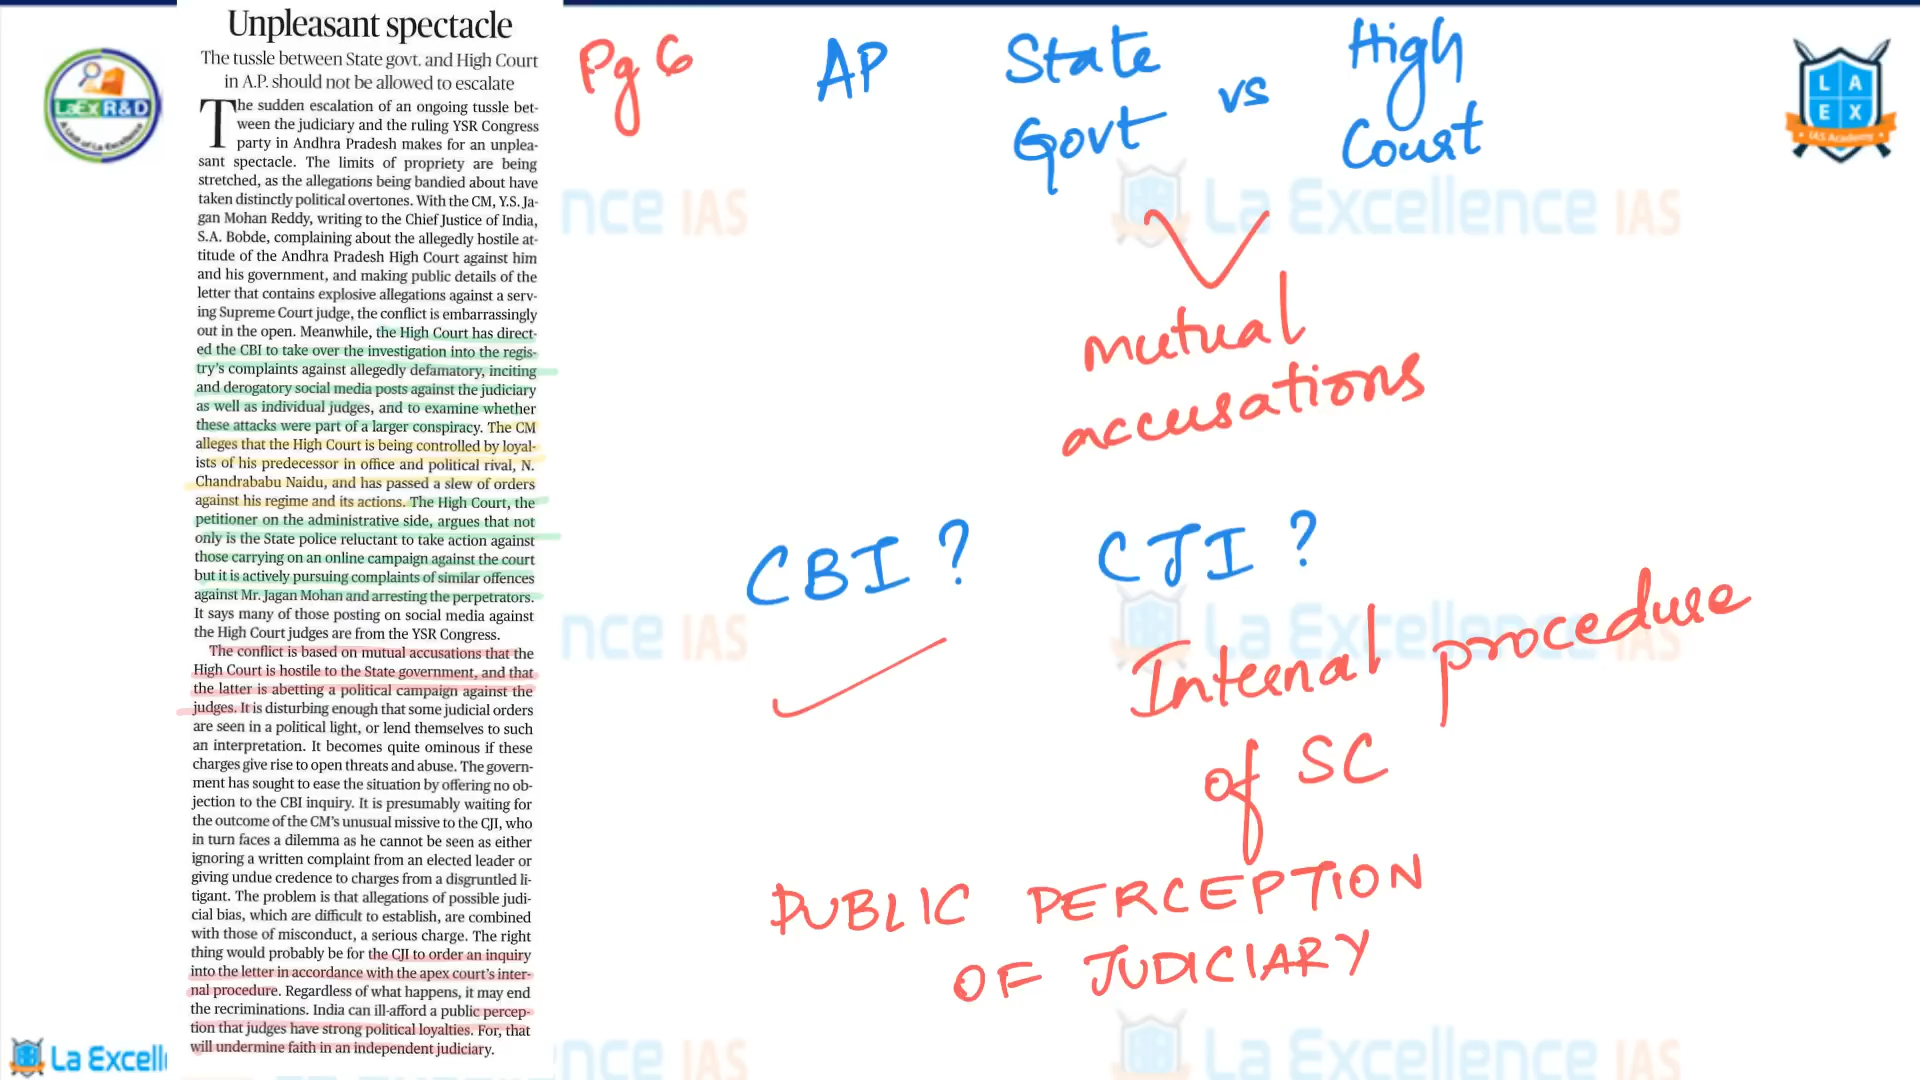 Unpleasant spectacle
The tussle between State govt. and High Court
in A.P. should not be allowed to escalate
The sudden escalation of an ongoing tussle bet-
ween the judiciary and the ruling YSR Congress
party in Andhra Pradesh makes for an unplea-
sant spectacle. The limits of propriety are being
stretched, as the allegations being bandied about have
taken distinctly political overtones. With the CM, Y.S. Ja-
gan Mohan Reddy, writing to the Chief Justice of India,
S.A. Bobde, complaining about the allegedly hostile at-
titude of the Andhra Pradesh High Court against him
and his government, and making public details of the
letter that contains explosive allegations against a serv-
ing Supreme Court judge, the conflict is embarrassingly
out in the open. Meanwhile, the High Court has direct-
ed the CBI to take over the investigation into the regis-
try's complaints against allegedly defamatory, inciting
and derogatory social media posts against the judiciary
as well as individual judges, and to examine whether
these attacks were part of a larger conspiracy. The CM
alleges that the High Court is being controlled by loyal-
ists of his predecessor in office and political rival, N.
Chandrababu Naidu, and has passed a slew of orders
against his regime and its actions. The High Court, the
petitioner on the administrative side, argues that not
only is the State police reluctant to take action against
those carrying on an online campaign against the court
but it is actively pursuing complaints of similar offences
against Mr. Jagan Mohan and arresting the perpetrators.
It says many of those posting on social media against
the High Court judges are from the YSR Congress.
The conflict is based on mutual accusations that the
High Court is hostile to the State government, and that
the latter is abetting a political campaign against the
judges. It is disturbing enough that some judicial orders
are seen in a political light, or lend themselves to such
an interpretation. It becomes quite ominous if these
charges give rise to open threats and abuse. The govern-
ment has sought to ease the situation by offering no ob-
jection to the CBI inquiry. It is presumably waiting for
the outcome of the CM's unusual missive to the CJI, who
in turn faces a dilemma as he cannot be seen as either
ignoring a written complaint from an elected leader or
giving undue credence to charges from a disgruntled li-
tigant. The problem is that allegations of possible judi-
cial bias, which are difficult to establish, are combined
with those of misconduct, a serious charge. The right
thing would probably be for the CJI to order an inquiry
into the letter in accordance with the apex court's inter-
nal procedure. Regardless of what happens, it may end
the recriminations. India can ill-afford a public percep-
tion that judges have strong political loyalties. For, that
will undermine faith in an independent judiciary.
Pg 6
AP State Govt vs High Court
mutual
accusations
CBI? CJI?
Internal procedure
of SC
PUBLIC PERCEPTION
OF JUDICIARY
LaEx R&D
A Unit of La Excellence
L A
E X
IAS Academy
nce IAS
La Excellence IAS
nce IAS
La Excellence IAS
La Excell
nce IAS
La Excellence IAS